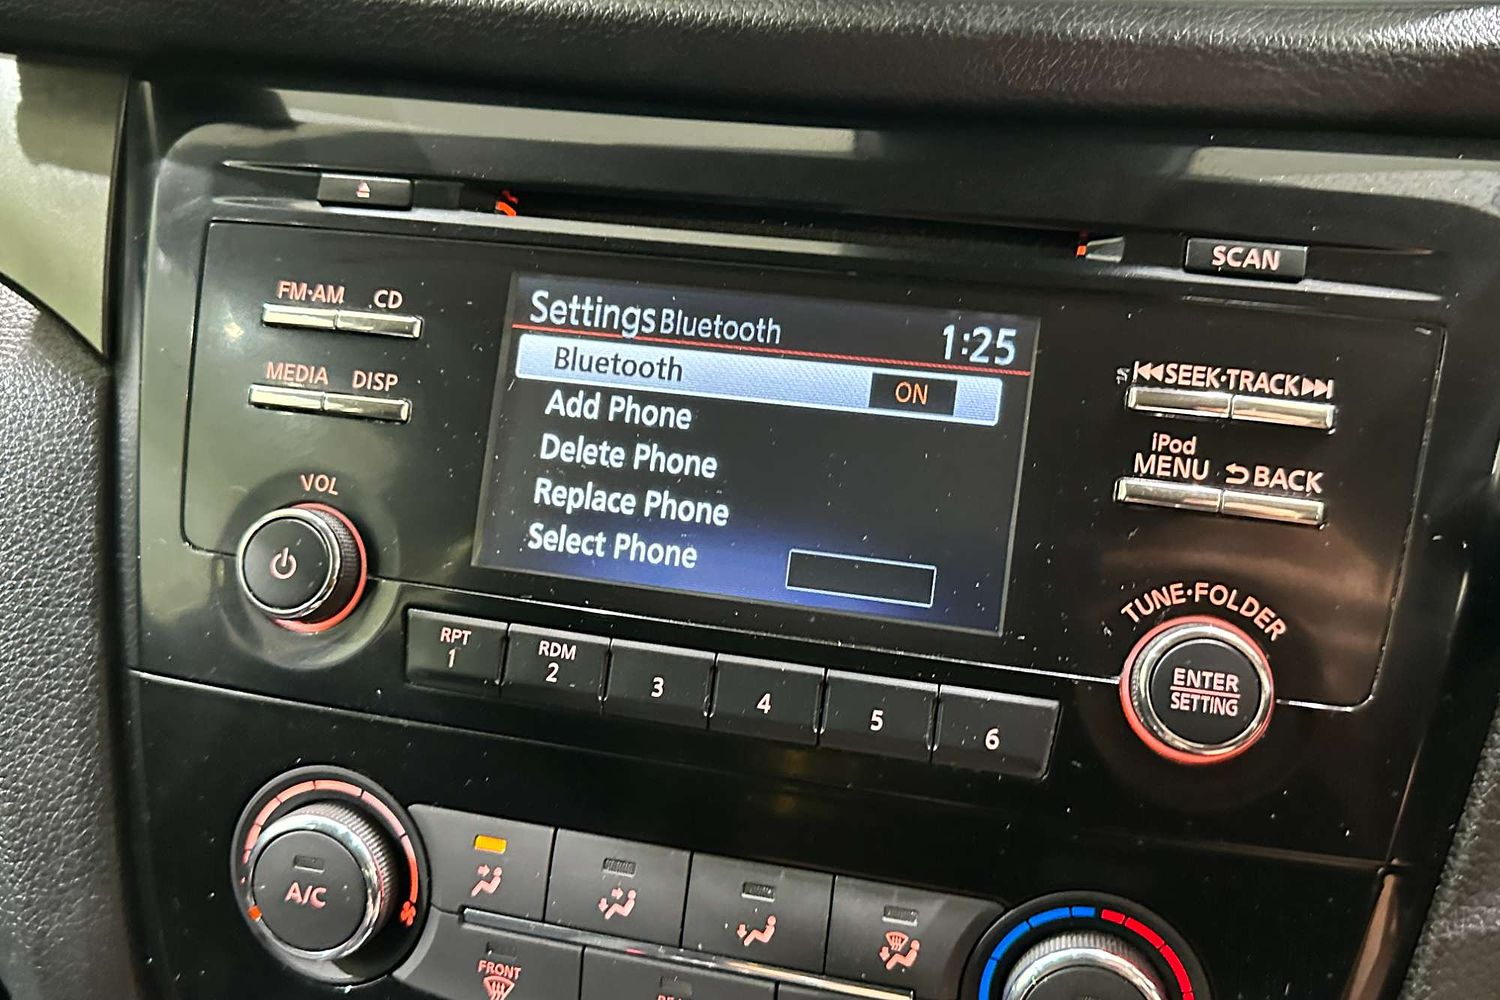 SCAN
FM·AM CD
MEDIA DISP
VOL
Settings Bluetooth 1:25
Bluetooth ON
Add Phone
Delete Phone
Replace Phone
Select Phone
SEEK·TRACK
iPod
MENU BACK
TUNE·FOLDER
ENTER
SETTING
RPT
1
RDM
2
3
4
5
6
A/C
FRONT